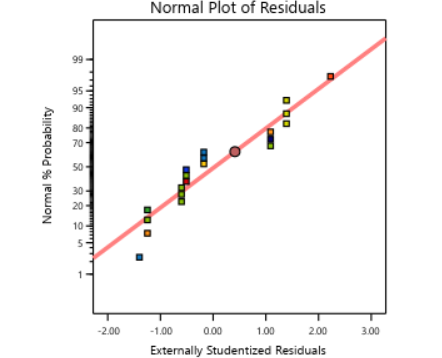 Normal Plot of Residuals
Normal % Probability
99
95
90
80
70
50
30
20
10
5
1
-2.00 -1.00 0.00 1.00 2.00 3.00
Externally Studentized Residuals